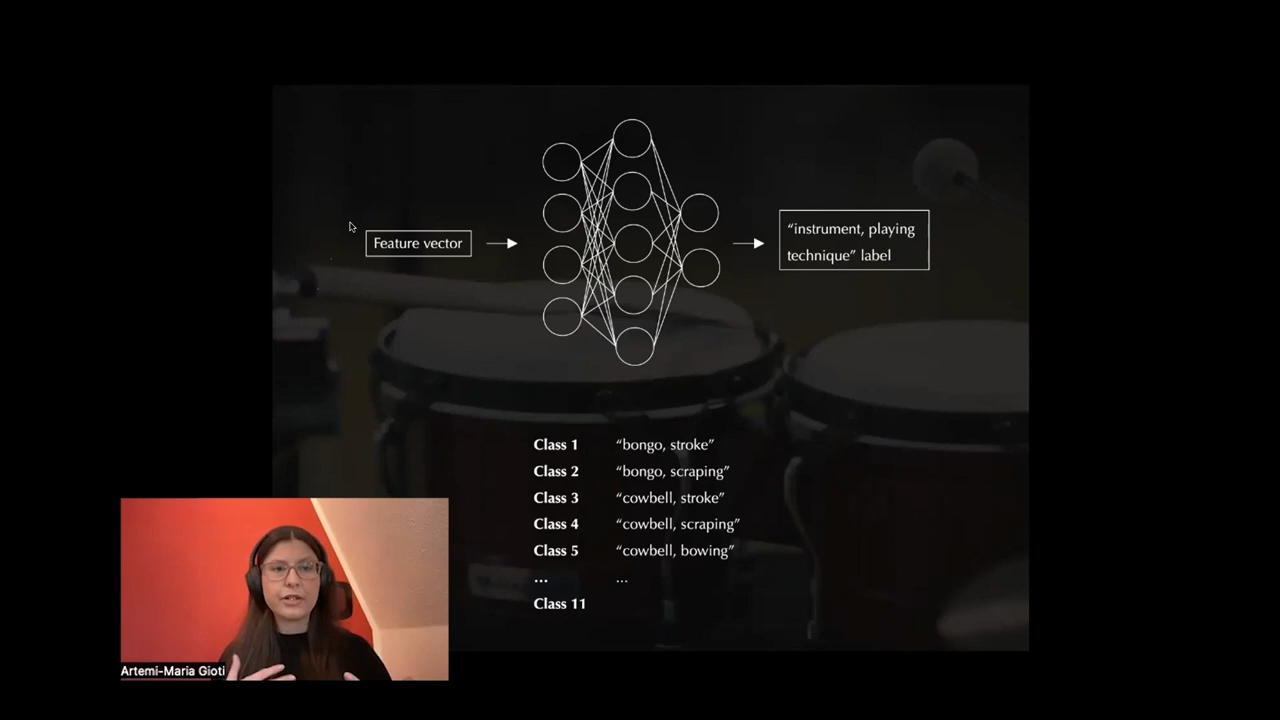 Feature vector
“instrument, playing
technique” label
Class 1 “bongo, stroke”
Class 2 “bongo, scraping”
Class 3 “cowbell, stroke”
Class 4 “cowbell, scraping”
Class 5 “cowbell, bowing”
... ...
Class 11
Artemi-Maria Gioti